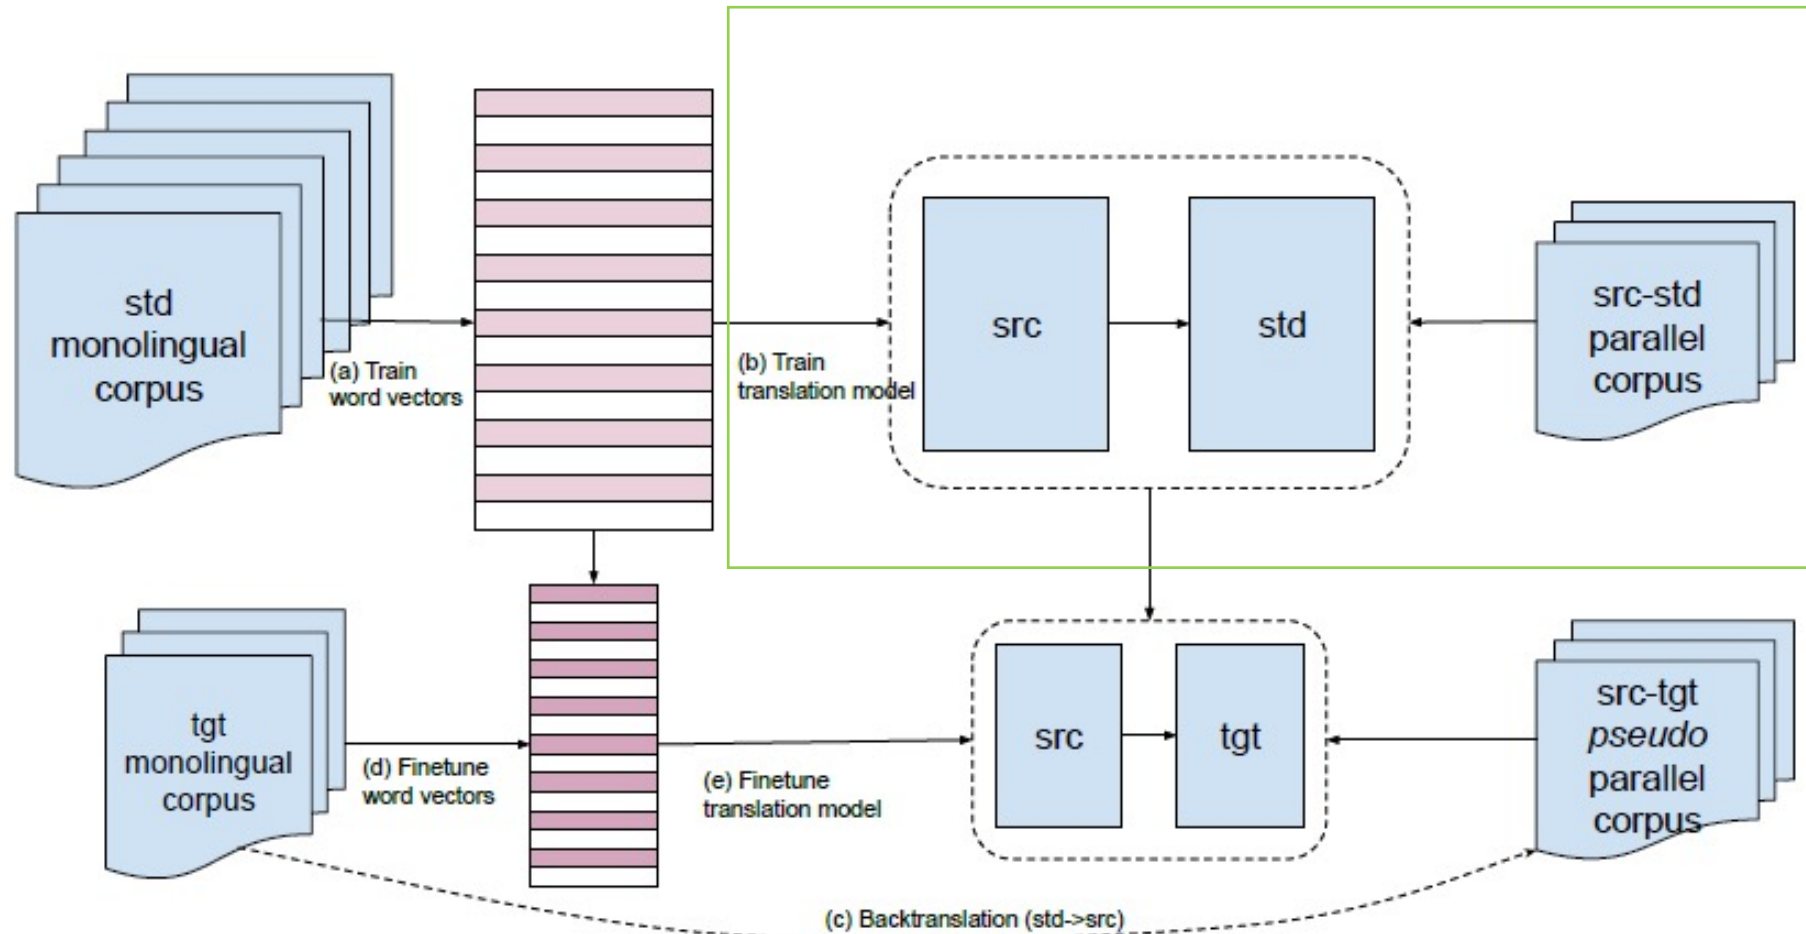 std
monolingual
corpus
(a) Train
word vectors
(b) Train
translation model
src
std
src-std
parallel
corpus
tgt
monolingual
corpus
(d) Finetune
word vectors
(e) Finetune
translation model
src
tgt
src-tgt
pseudo
parallel
corpus
(c) Backtranslation (std->src)